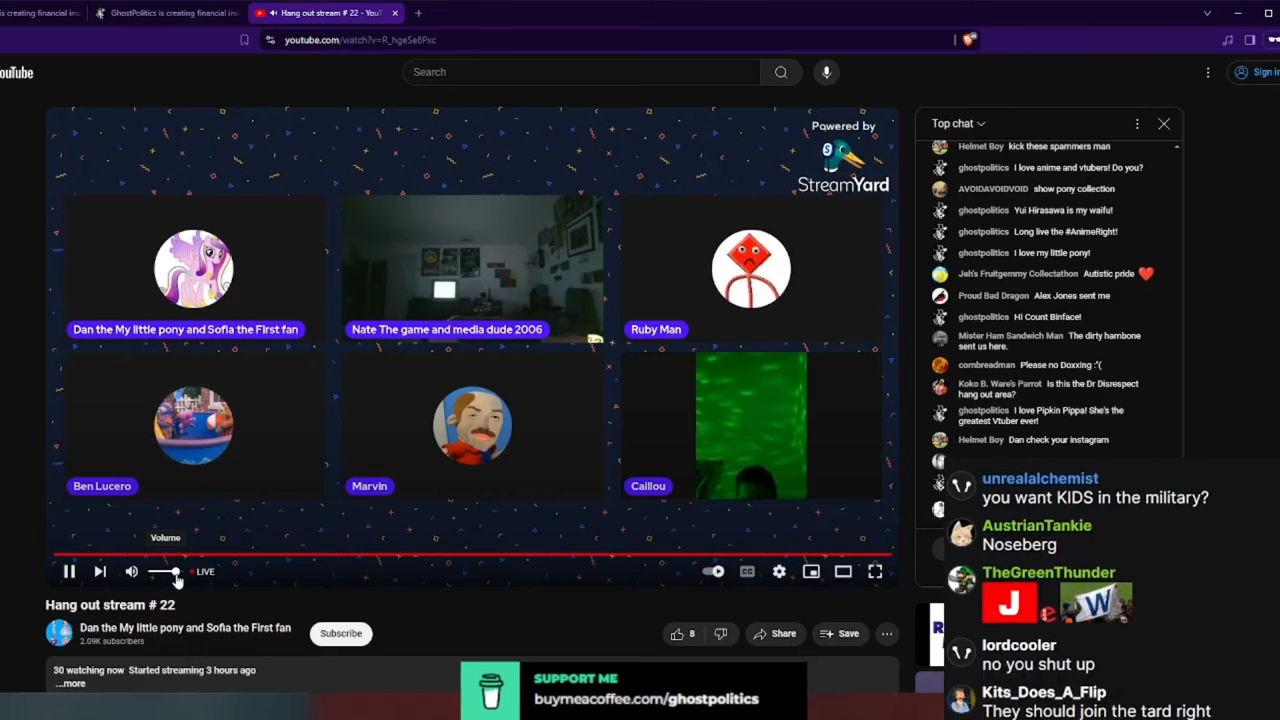 is creating financial ins
GhostPolitics is creating financial ins
Hang out stream # 22 - YouT
youtube.com/watch?v=R_hgeSe8Pxc
ouTube
Search
Sign in
Powered by
StreamYard
Dan the My little pony and Sofia the First fan
Nate The game and media dude 2006
Ruby Man
Ben Lucero
Marvin
Caillou
Volume
LIVE
Hang out stream # 22
Dan the My little pony and Sofia the First fan
2.09K subscribers
Subscribe
8
Share
Save
30 watching now Started streaming 3 hours ago
...more
SUPPORT ME
buymeacoffee.com/ghostpolitics
Top chat
Helmet Boy kick these spammers man
ghostpolitics I love anime and vtubers! Do you?
AVOIDAVOIDVOID show pony collection
ghostpolitics Yui Hirasawa is my waifu!
ghostpolitics Long live the #AnimeRight!
ghostpolitics I love my little pony!
Jeh's Fruitgemmy Collectathon Autistic pride
Proud Bad Dragon Alex Jones sent me
ghostpolitics Hi Count Binface!
Mister Ham Sandwich Man The dirty hambone
sent us here.
cornbreadman Please no Doxxing :'(
Koko B. Ware's Parrot Is this the Dr Disrespect
hang out area?
ghostpolitics I love Pipkin Pippa! She's the
greatest Vtuber ever!
Helmet Boy Dan check your instagram
unrealalchemist
you want KIDS in the military?
AustrianTankie
Noseberg
TheGreenThunder
J e W
lordcooler
no you shut up
Kits_Does_A_Flip
They should join the tard right